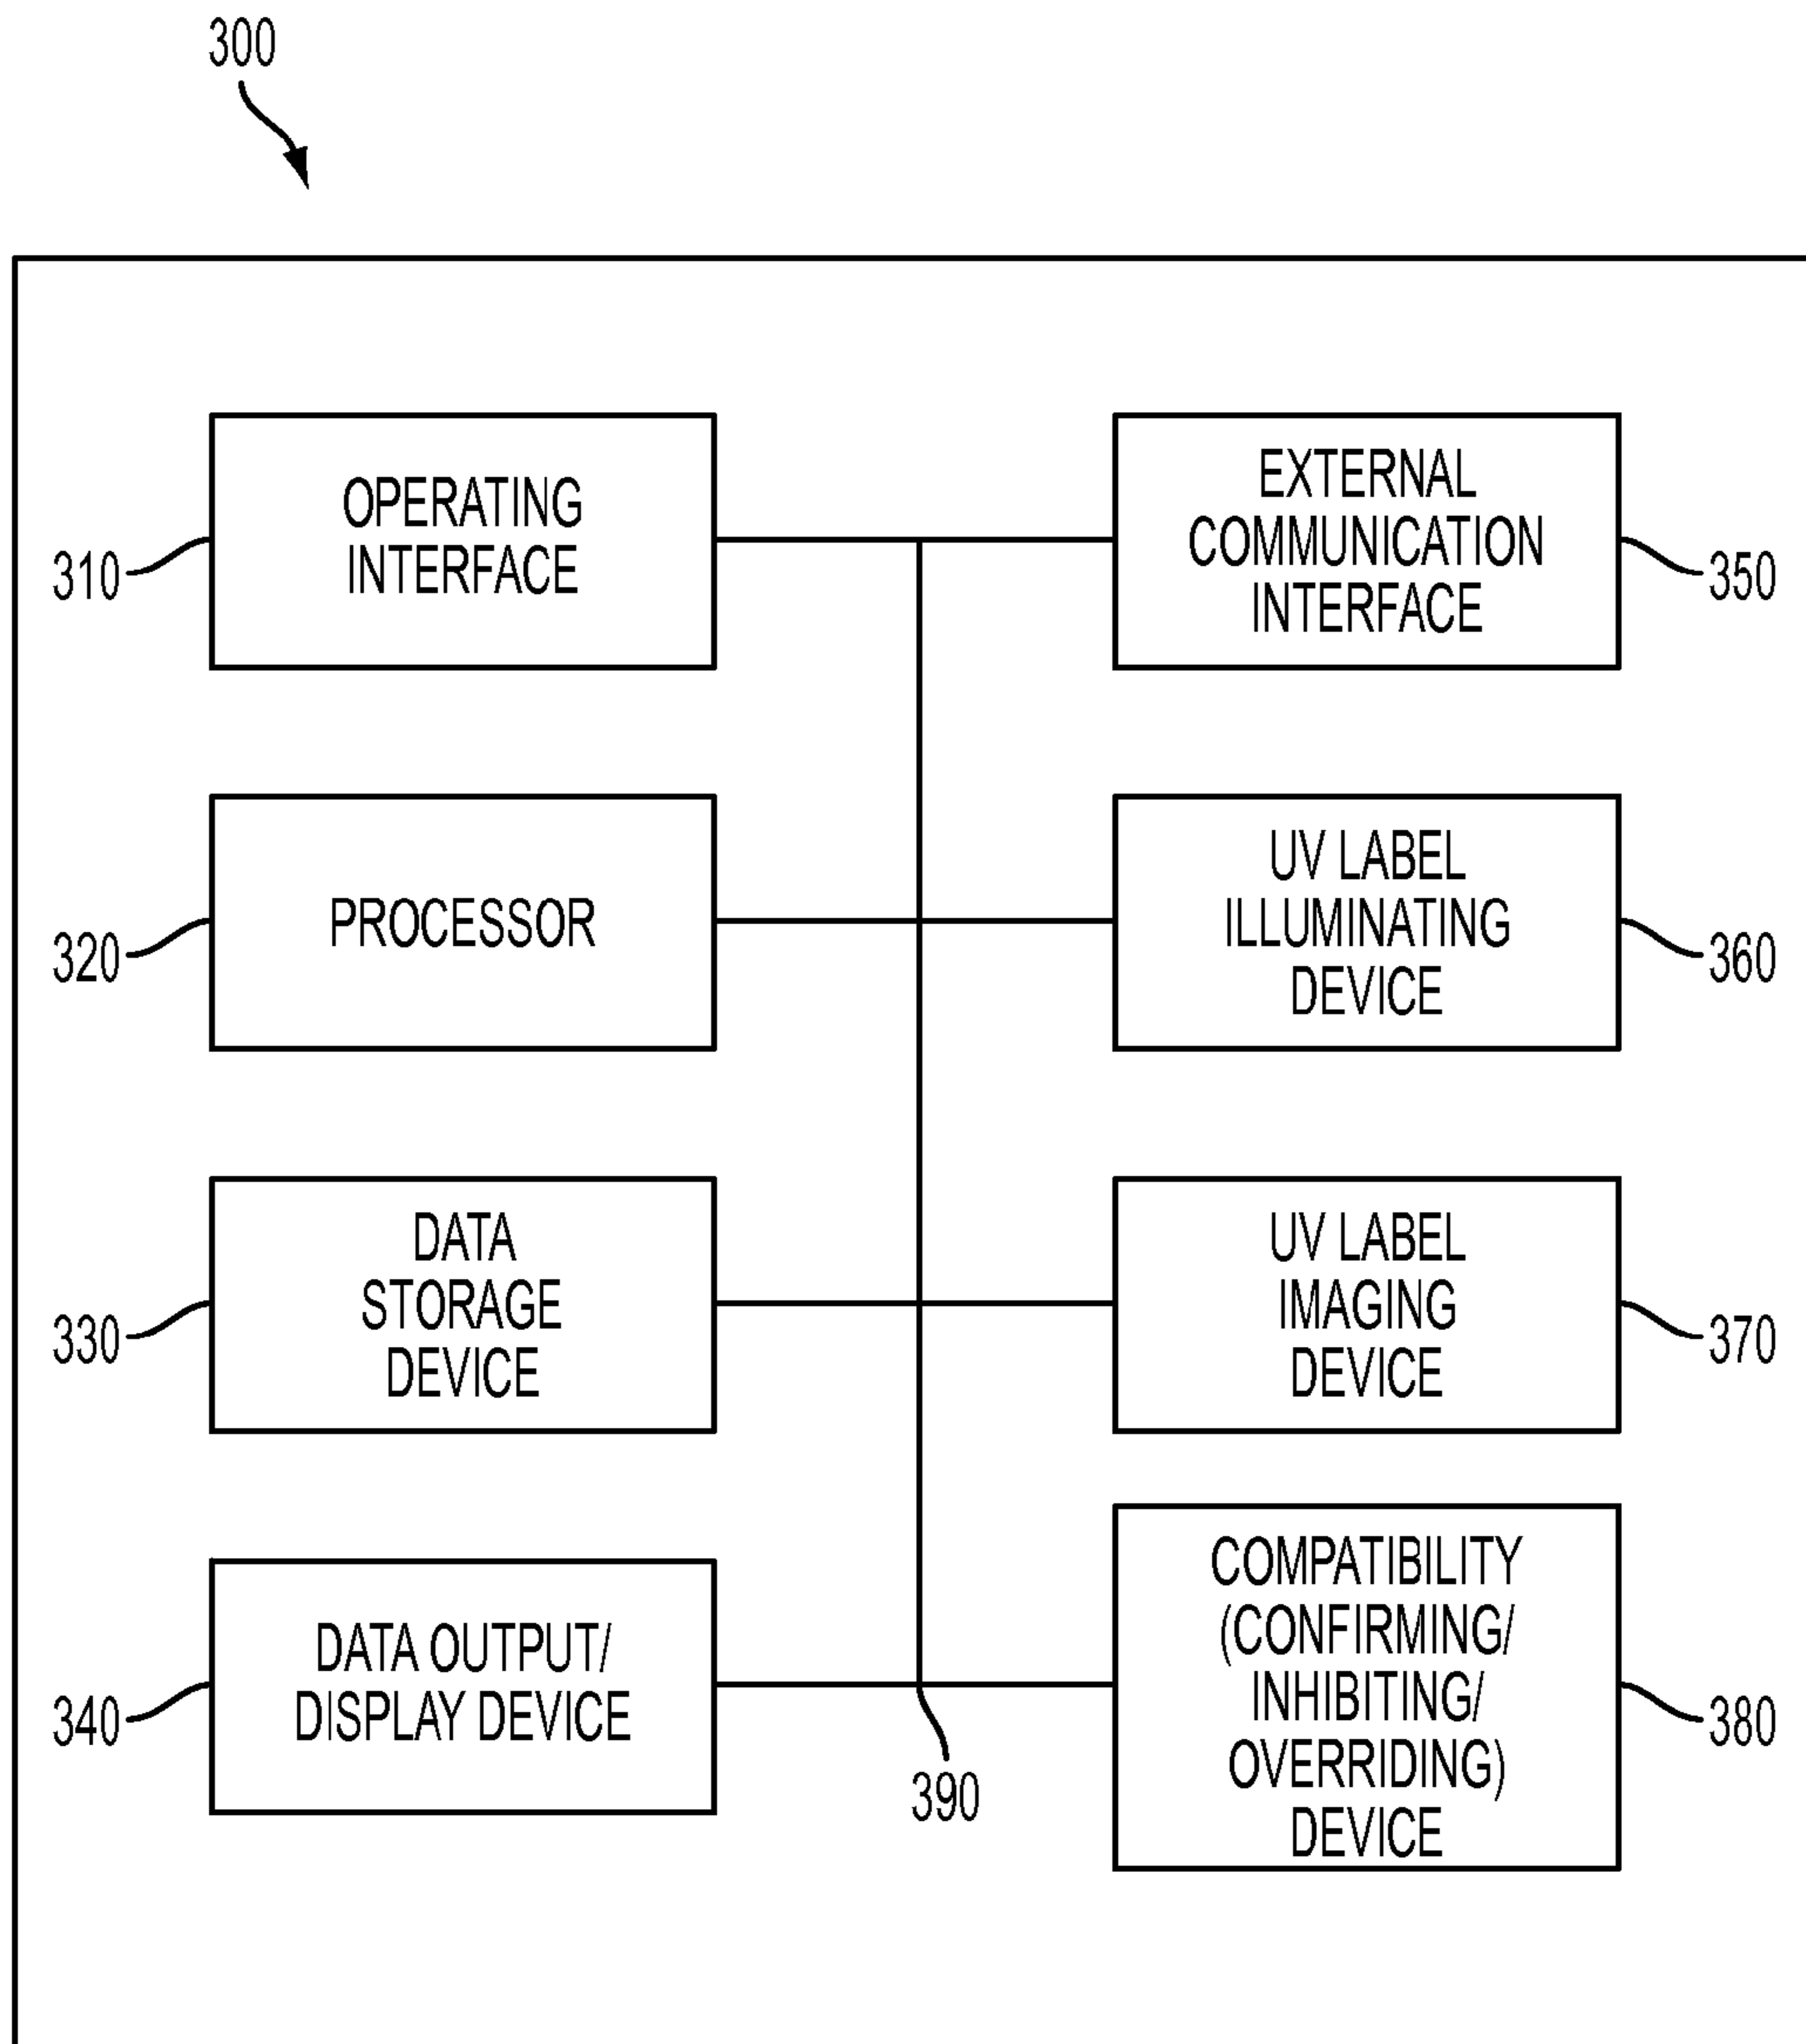 300
OPERATING
INTERFACE
310
EXTERNAL
COMMUNICATION
INTERFACE
350
PROCESSOR
320
UV LABEL
ILLUMINATING
DEVICE
360
DATA
STORAGE
DEVICE
330
UV LABEL
IMAGING
DEVICE
370
DATA OUTPUT/
DISPLAY DEVICE
340
COMPATIBILITY
(CONFIRMING/
INHIBITING/
OVERRIDING)
DEVICE
380
390